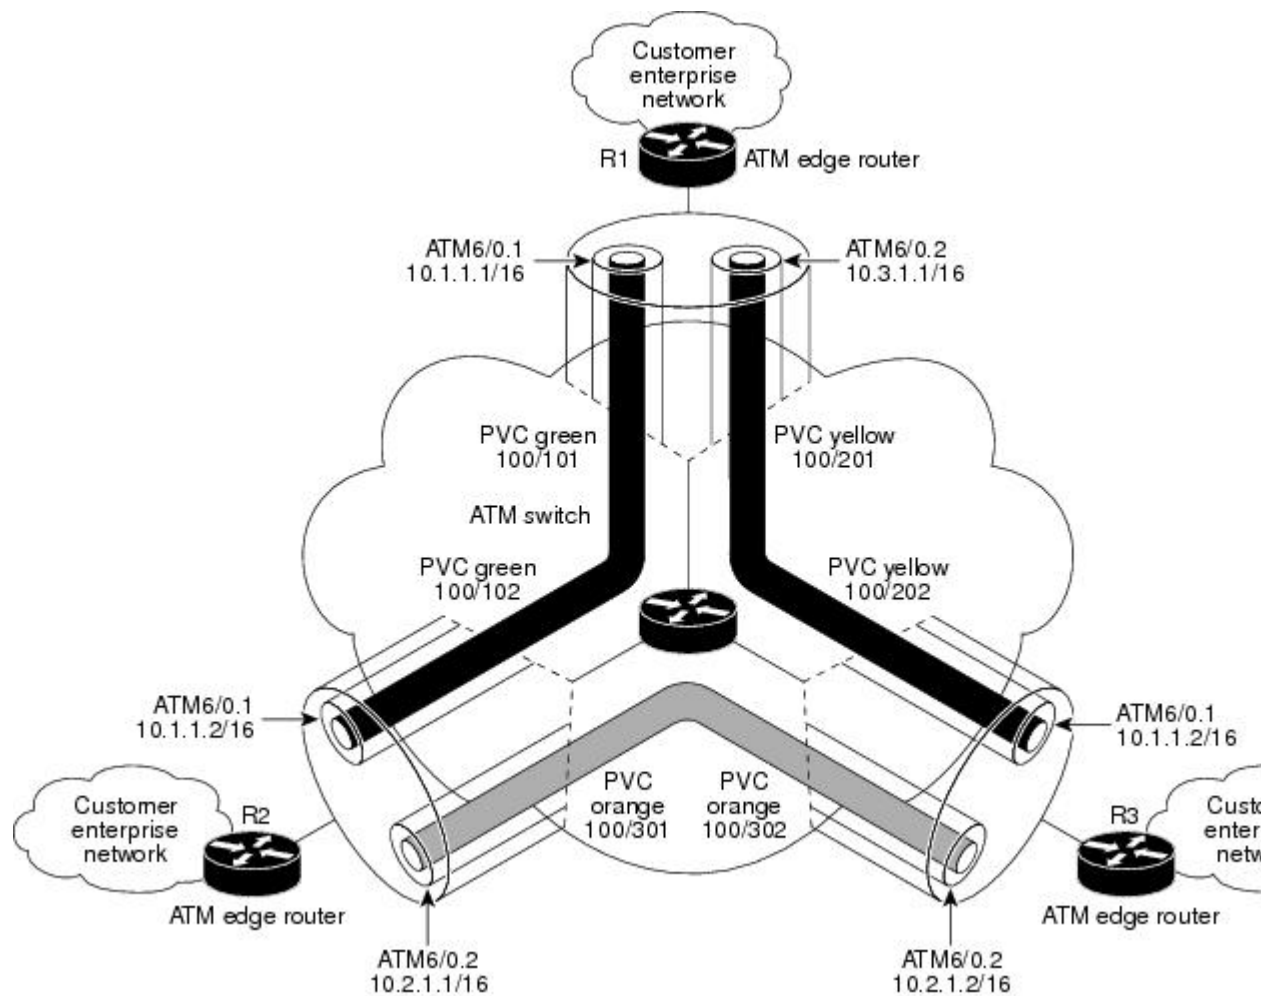 Customer
enterprise
network
R1
ATM edge router
ATM6/0.1
10.1.1.1/16
ATM6/0.2
10.3.1.1/16
PVC green
100/101
PVC yellow
100/201
ATM switch
PVC green
100/102
PVC yellow
100/202
ATM6/0.1
10.1.1.2/16
ATM6/0.1
10.1.1.2/16
PVC
orange
100/301
PVC
orange
100/302
Customer
enterprise
network
R2
ATM edge router
R3
Custo
enter
netw
ATM edge router
ATM6/0.2
10.2.1.1/16
ATM6/0.2
10.2.1.2/16